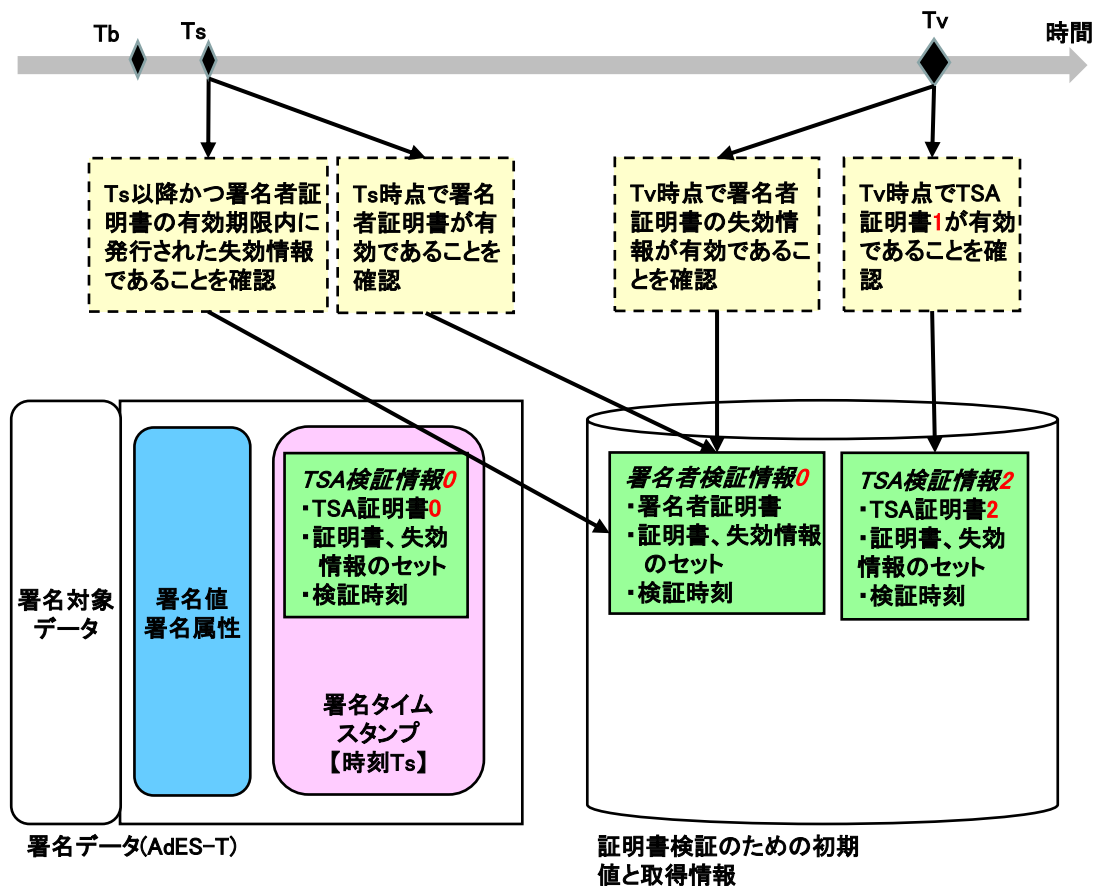 Tb
Ts
Tv
時間
Ts以降かつ署名者証
明書の有効期限内に
発行された失効情報
であることを確認
Ts時点で署名
者証明書が有
効であることを
確認
Tv時点で署名者
証明書の失効情
報が有効であるこ
とを確認
Tv時点でTSA
証明書1が有効
であることを確
認
署名対象
データ
署名値
署名属性
TSA検証情報0
・TSA証明書0
・証明書、失効
情報のセット
・検証時刻
署名タイム
スタンプ
【時刻Ts】
署名者検証情報0
・署名者証明書
・証明書、失効情報
のセット
・検証時刻
TSA検証情報2
・TSA証明書2
・証明書、失効
情報のセット
・検証時刻
署名データ(AdES-T)
証明書検証のための初期
値と取得情報